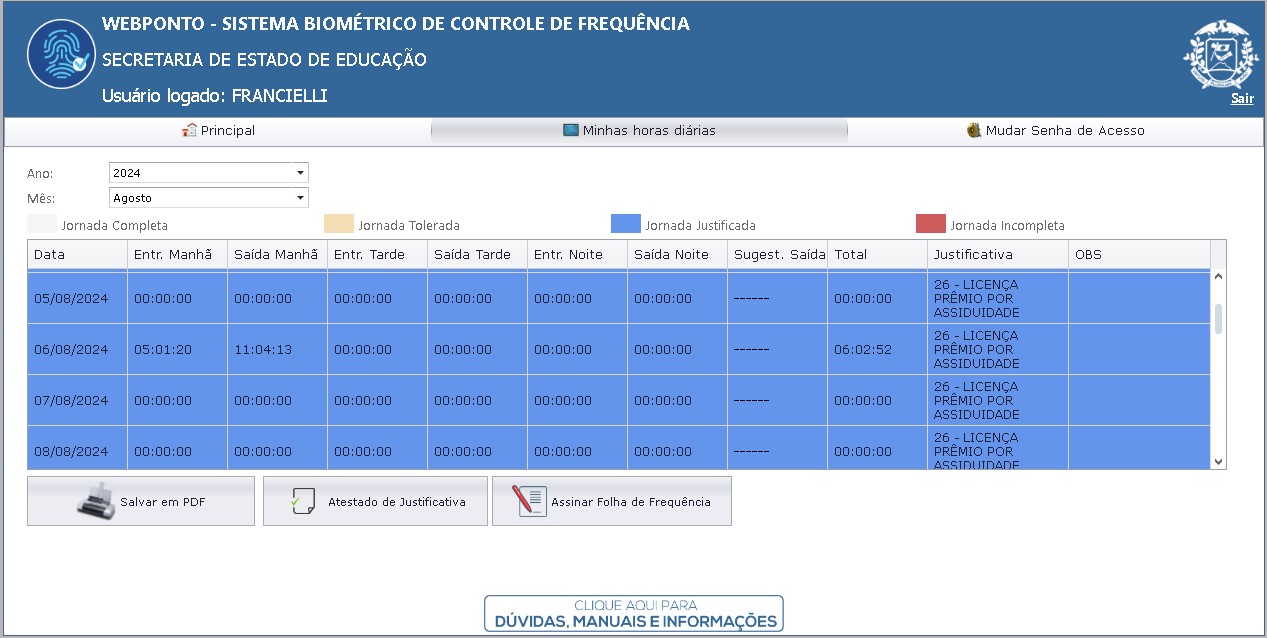 WEBPONTO - SISTEMA BIOMÉTRICO DE CONTROLE DE FREQUÊNCIA
SECRETARIA DE ESTADO DE EDUCAÇÃO
Usuário logado: FRANCIELLI
Sair
Principal Minhas horas diárias Mudar Senha de Acesso
Ano: 2024
Mês: Agosto
Jornada Completa Jornada Tolerada Jornada Justificada Jornada Incompleta
Data Entr. Manhã Saída Manhã Entr. Tarde Saída Tarde Entr. Noite Saída Noite Sugest. Saída Total Justificativa OBS
05/08/2024 00:00:00 00:00:00 00:00:00 00:00:00 00:00:00 00:00:00 ------ 00:00:00 26 - LICENÇA
PRÊMIO POR
ASSIDUIDADE
06/08/2024 05:01:20 11:04:13 00:00:00 00:00:00 00:00:00 00:00:00 ------ 06:02:52 26 - LICENÇA
PRÊMIO POR
ASSIDUIDADE
07/08/2024 00:00:00 00:00:00 00:00:00 00:00:00 00:00:00 00:00:00 ------ 00:00:00 26 - LICENÇA
PRÊMIO POR
ASSIDUIDADE
08/08/2024 00:00:00 00:00:00 00:00:00 00:00:00 00:00:00 00:00:00 ------ 00:00:00 26 - LICENÇA
PRÊMIO POR
ASSIDUIDADE
Salvar em PDF Atestado de Justificativa Assinar Folha de Frequência
CLIQUE AQUI PARA
DÚVIDAS, MANUAIS E INFORMAÇÕES